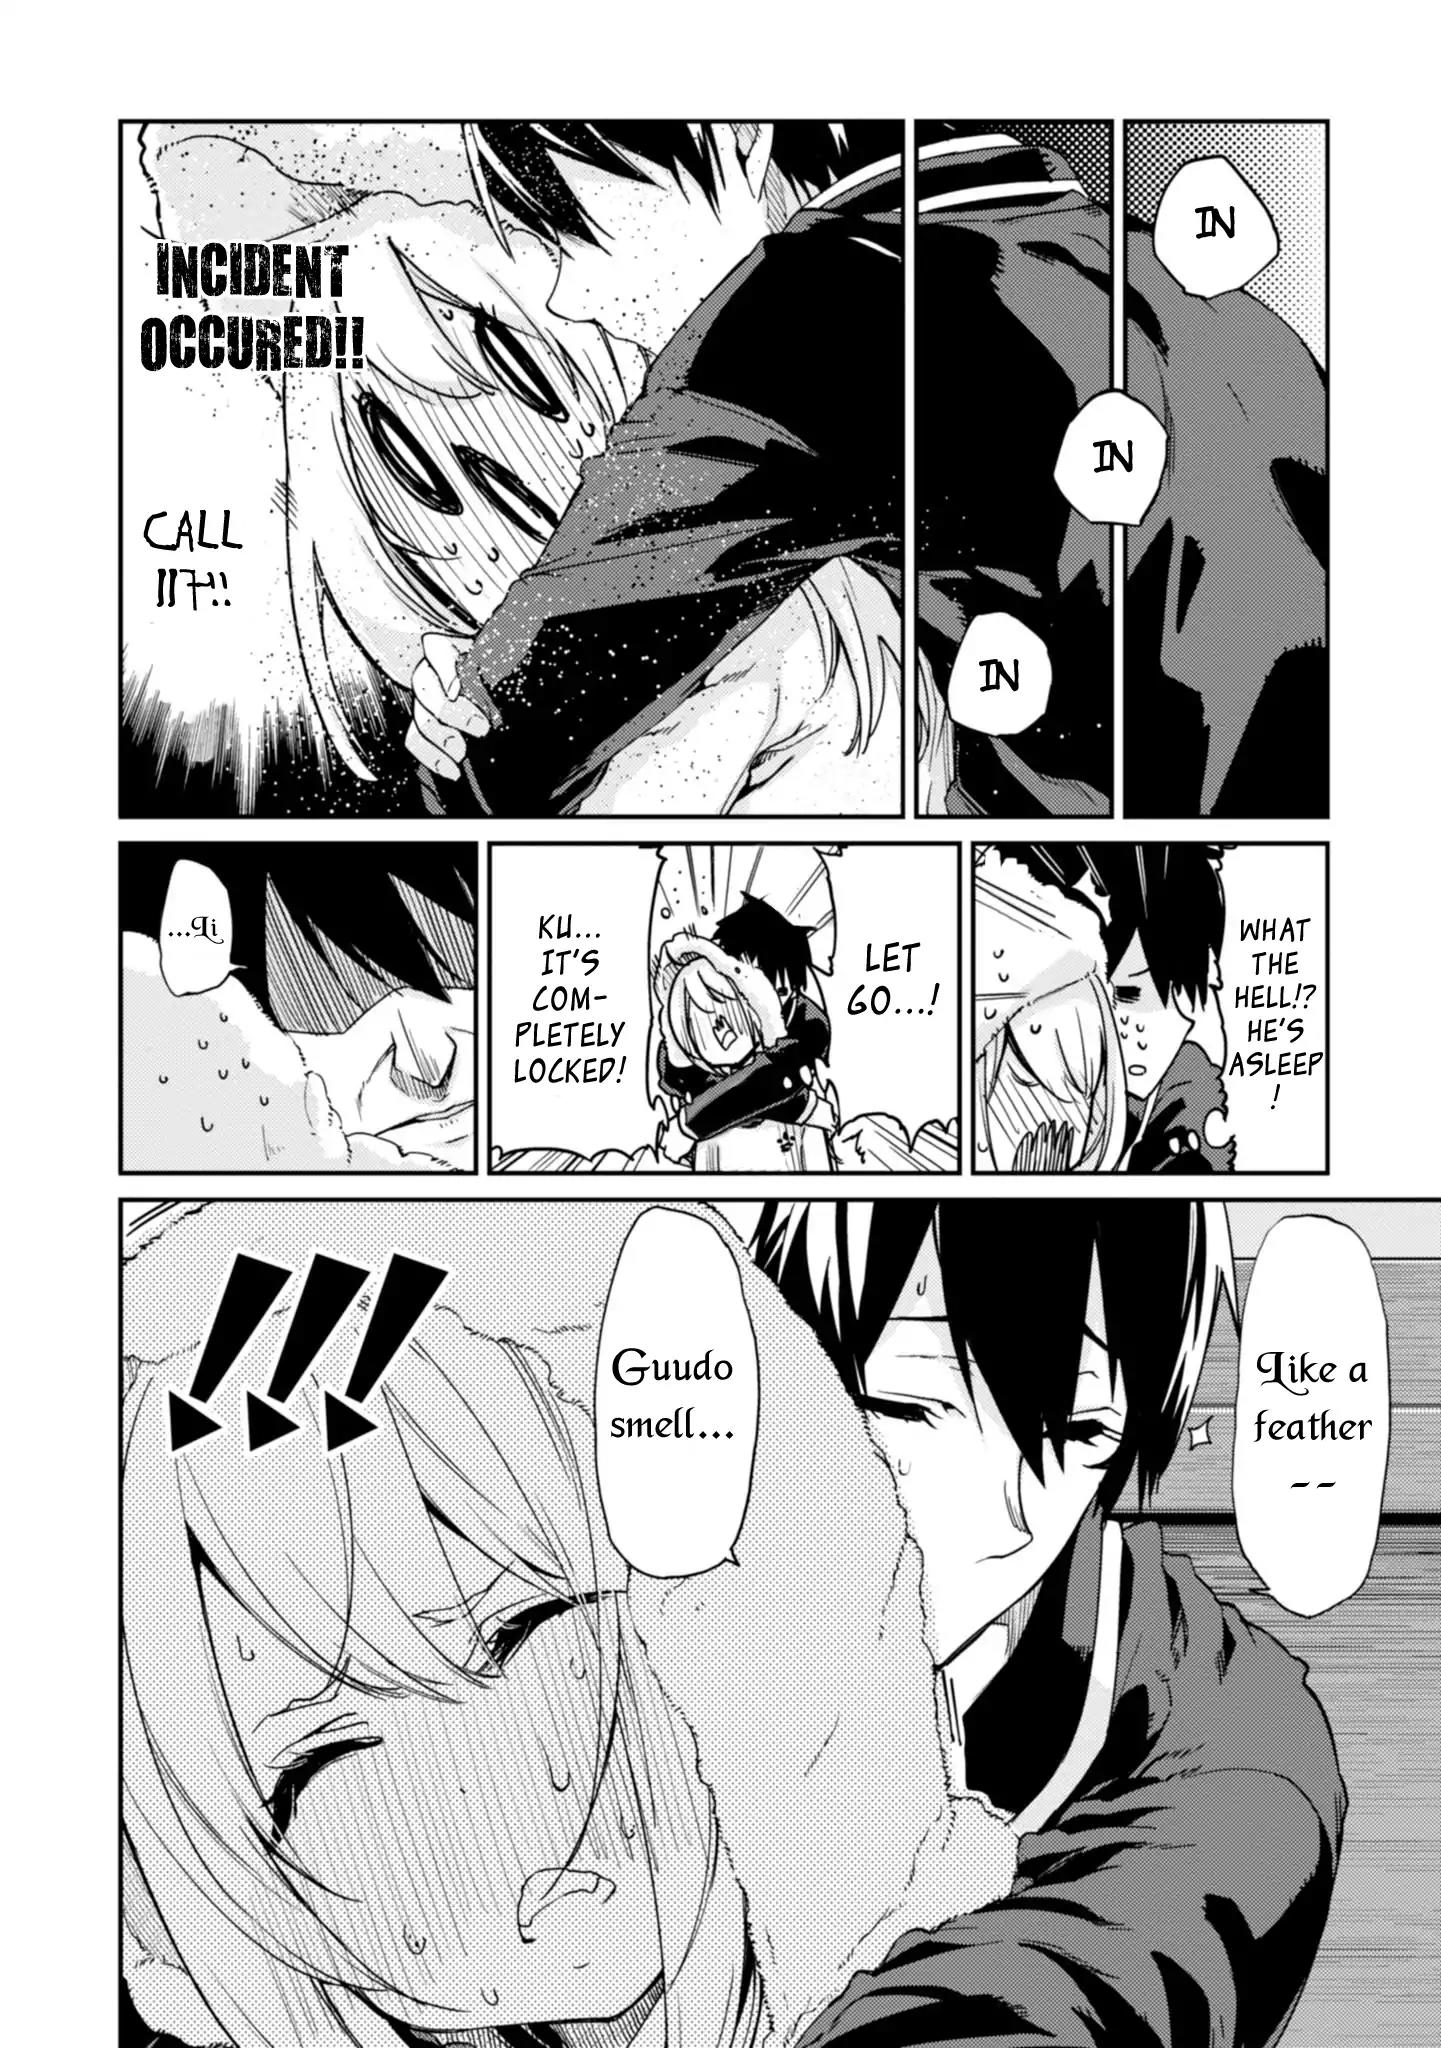 IN
IN
IN
INCIDENT
OCCURED!!
CALL
117!!
WHAT
THE
HELL!?
HE'S
ASLEEP
!
LET
GO...!
KU...
IT'S
COM-
PLETELY
LOCKED!
...Li
Like a
feather
--
Guudo
smell...